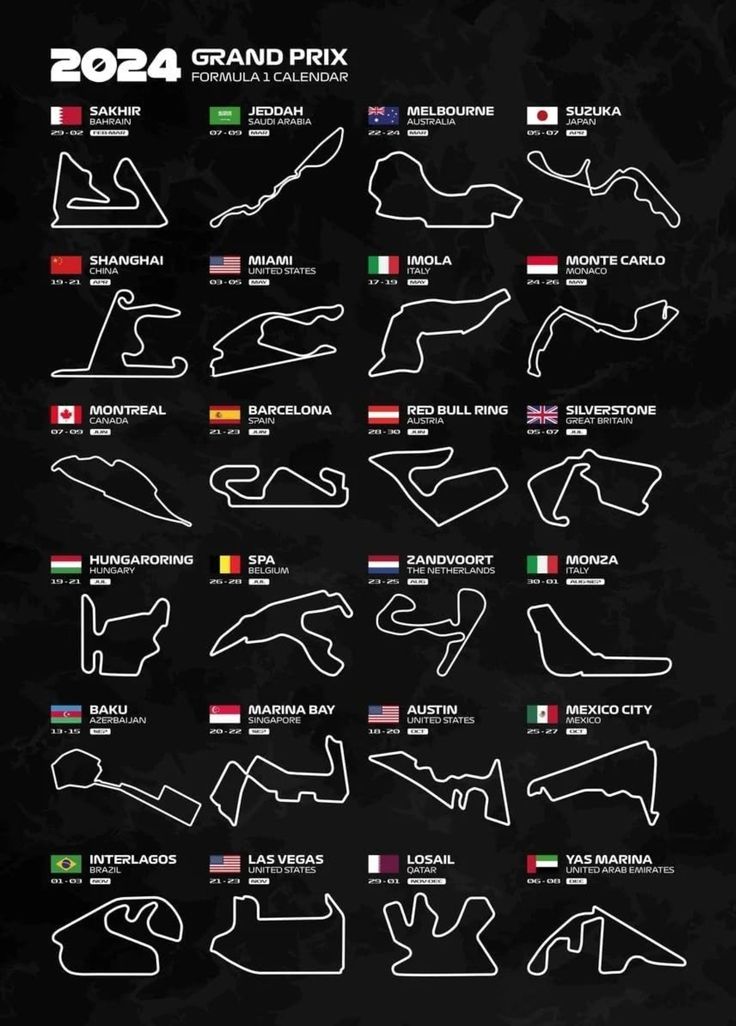 2024 GRAND PRIX
FORMULA 1 CALENDAR
SAKHIR
BAHRAIN
29 - 02 FEB-MAR
JEDDAH
SAUDI ARABIA
07 - 09 MAR
MELBOURNE
AUSTRALIA
22 - 24 MAR
SUZUKA
JAPAN
05 - 07 APR
SHANGHAI
CHINA
19 - 21 APR
MIAMI
UNITED STATES
03 - 05 MAY
IMOLA
ITALY
17 - 19 MAY
MONTE CARLO
MONACO
24 - 26 MAY
MONTREAL
CANADA
07 - 09 JUN
BARCELONA
SPAIN
21 - 23 JUN
RED BULL RING
AUSTRIA
28 - 30 JUN
SILVERSTONE
GREAT BRITAIN
05 - 07 JUL
HUNGARORING
HUNGARY
19 - 21 JUL
SPA
BELGIUM
26 - 28 JUL
ZANDVOORT
THE NETHERLANDS
23 - 25 AUG
MONZA
ITALY
30 - 01 AUG-SEP
BAKU
AZERBAIJAN
13 - 15 SEP
MARINA BAY
SINGAPORE
20 - 22 SEP
AUSTIN
UNITED STATES
18 - 20 OCT
MEXICO CITY
MEXICO
25 - 27 OCT
INTERLAGOS
BRAZIL
01 - 03 NOV
LAS VEGAS
UNITED STATES
21 - 23 NOV
LOSAIL
QATAR
29 - 01 NOV-DEC
YAS MARINA
UNITED ARAB EMIRATES
06 - 08 DEC